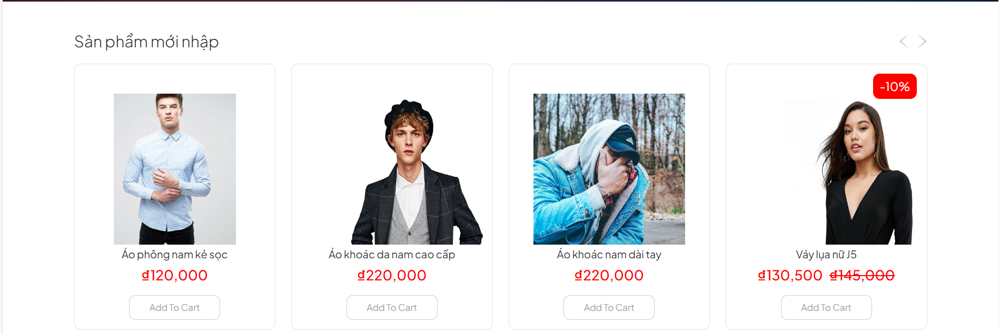 Sản phẩm mới nhập
-10%
Áo phông nam kẻ sọc
₫120,000
Add To Cart
Áo khoác da nam cao cấp
₫220,000
Add To Cart
Áo khoác nam dài tay
₫220,000
Add To Cart
Váy lụa nữ J5
₫130,500 ₫145,000
Add To Cart